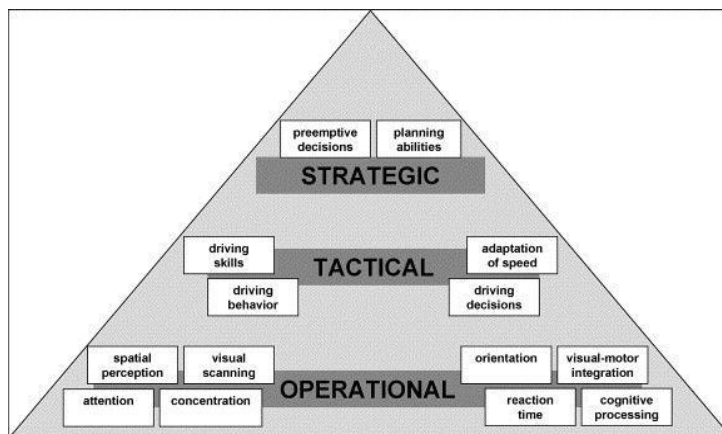 preemptive
decisions
planning
abilities
STRATEGIC
driving
skills
TACTICAL
adaptation
of speed
driving
behavior
driving
decisions
spatial
perception
visual
scanning
orientation
visual-motor
integration
attention
concentration
OPERATIONAL
reaction
time
cognitive
processing